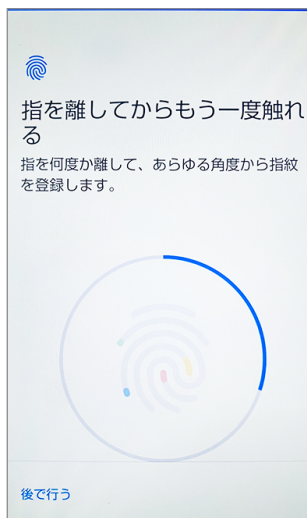 指を離してからもう一度触れ
る
指を何度か離して、あらゆる角度から指紋
を登録します。
後で行う